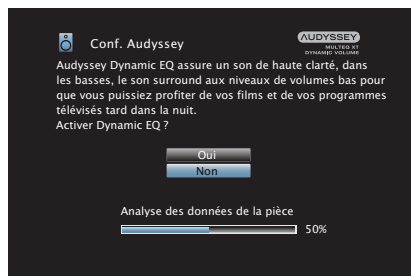 Conf. Audyssey
AUDYSSEY
MULTEQ XT
DYNAMIC VOLUME
Audyssey Dynamic EQ assure un son de haute clarté, dans
les basses, le son surround aux niveaux de volumes bas pour
que vous puissiez profiter de vos films et de vos programmes
télévisés tard dans la nuit.
Activer Dynamic EQ ?
Oui
Non
Analyse des données de la pièce
50%